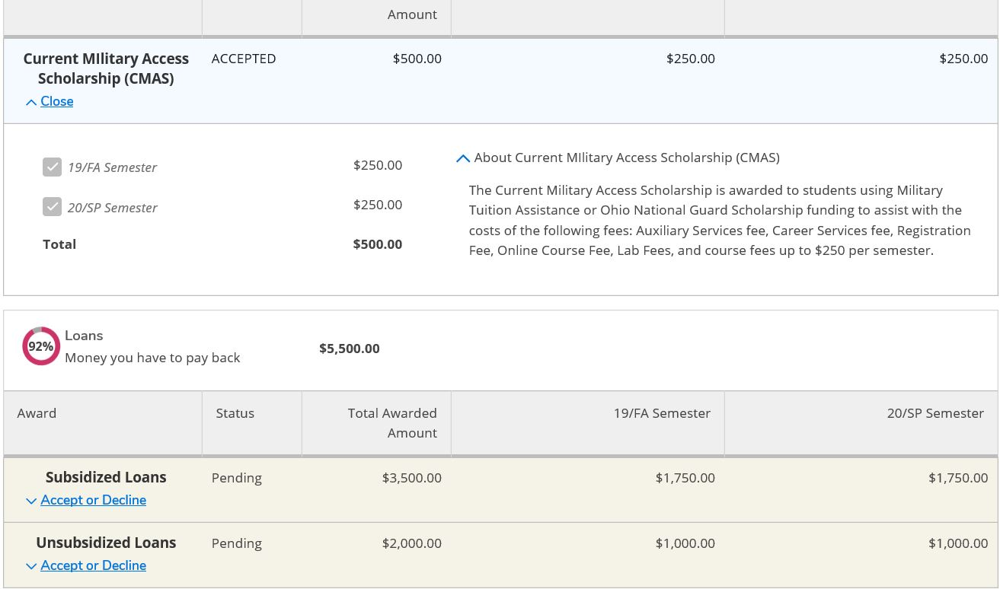 Amount
Current MIlitary Access ACCEPTED $500.00 $250.00 $250.00
Scholarship (CMAS)
Close
19/FA Semester $250.00
20/SP Semester $250.00
Total $500.00
About Current MIlitary Access Scholarship (CMAS)
The Current Military Access Scholarship is awarded to students using Military
Tuition Assistance or Ohio National Guard Scholarship funding to assist with the
costs of the following fees: Auxiliary Services fee, Career Services fee, Registration
Fee, Online Course Fee, Lab Fees, and course fees up to $250 per semester.
92%
Loans
Money you have to pay back
$5,500.00
Award Status Total Awarded 19/FA Semester 20/SP Semester
Amount
Subsidized Loans Pending $3,500.00 $1,750.00 $1,750.00
Accept or Decline
Unsubsidized Loans Pending $2,000.00 $1,000.00 $1,000.00
Accept or Decline